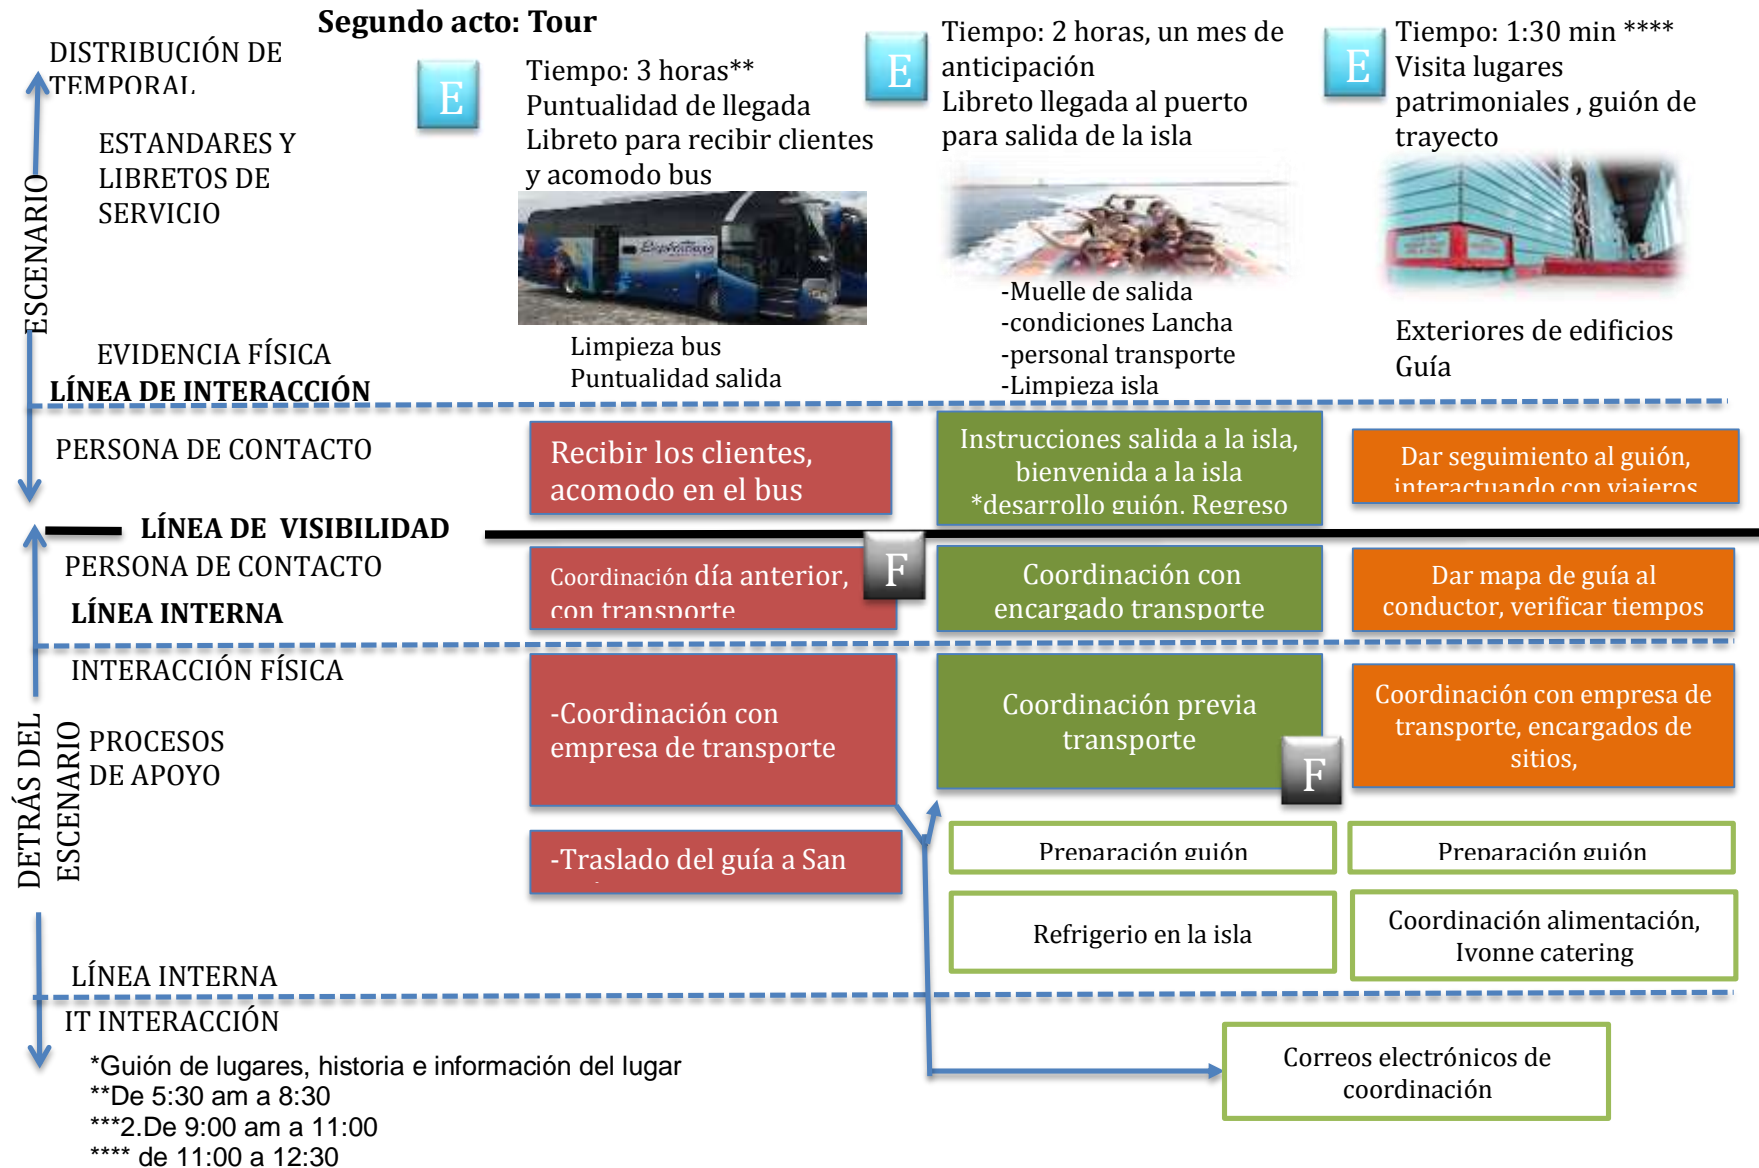 Segundo acto: Tour
DISTRIBUCIÓN DE
TEMPORAL
ESTANDARES Y
LIBRETOS DE
SERVICIO
ESCENARIO
EVIDENCIA FÍSICA
LÍNEA DE INTERACCIÓN
E
Tiempo: 3 horas**
Puntualidad de llegada
Libreto para recibir clientes
y acomodo bus
Limpieza bus
Puntualidad salida
E
Tiempo: 2 horas, un mes de
anticipación
Libreto llegada al puerto
para salida de la isla
-Muelle de salida
-condiciones Lancha
-personal transporte
-Limpieza isla
E
Tiempo: 1:30 min ****
Visita lugares
patrimoniales , guión de
trayecto
Exteriores de edificios
Guía
PERSONA DE CONTACTO
Recibir los clientes,
acomodo en el bus
Instrucciones salida a la isla,
bienvenida a la isla
*desarrollo guión. Regreso
Dar seguimiento al guión,
interactuando con viajeros
LÍNEA DE VISIBILIDAD
PERSONA DE CONTACTO
LÍNEA INTERNA
Coordinación día anterior,
con transporte
F
Coordinación con
encargado transporte
Dar mapa de guía al
conductor, verificar tiempos
INTERACCIÓN FÍSICA
DETRÁS DEL
ESCENARIO
PROCESOS
DE APOYO
-Coordinación con
empresa de transporte
Coordinación previa
transporte
F
Coordinación con empresa de
transporte, encargados de
sitios,
-Traslado del guía a San
Preparación guión
Preparación guión
Refrigerio en la isla
Coordinación alimentación,
Ivonne catering
LÍNEA INTERNA
IT INTERACCIÓN
Correos electrónicos de
coordinación
*Guión de lugares, historia e información del lugar
**De 5:30 am a 8:30
***2.De 9:00 am a 11:00
**** de 11:00 a 12:30